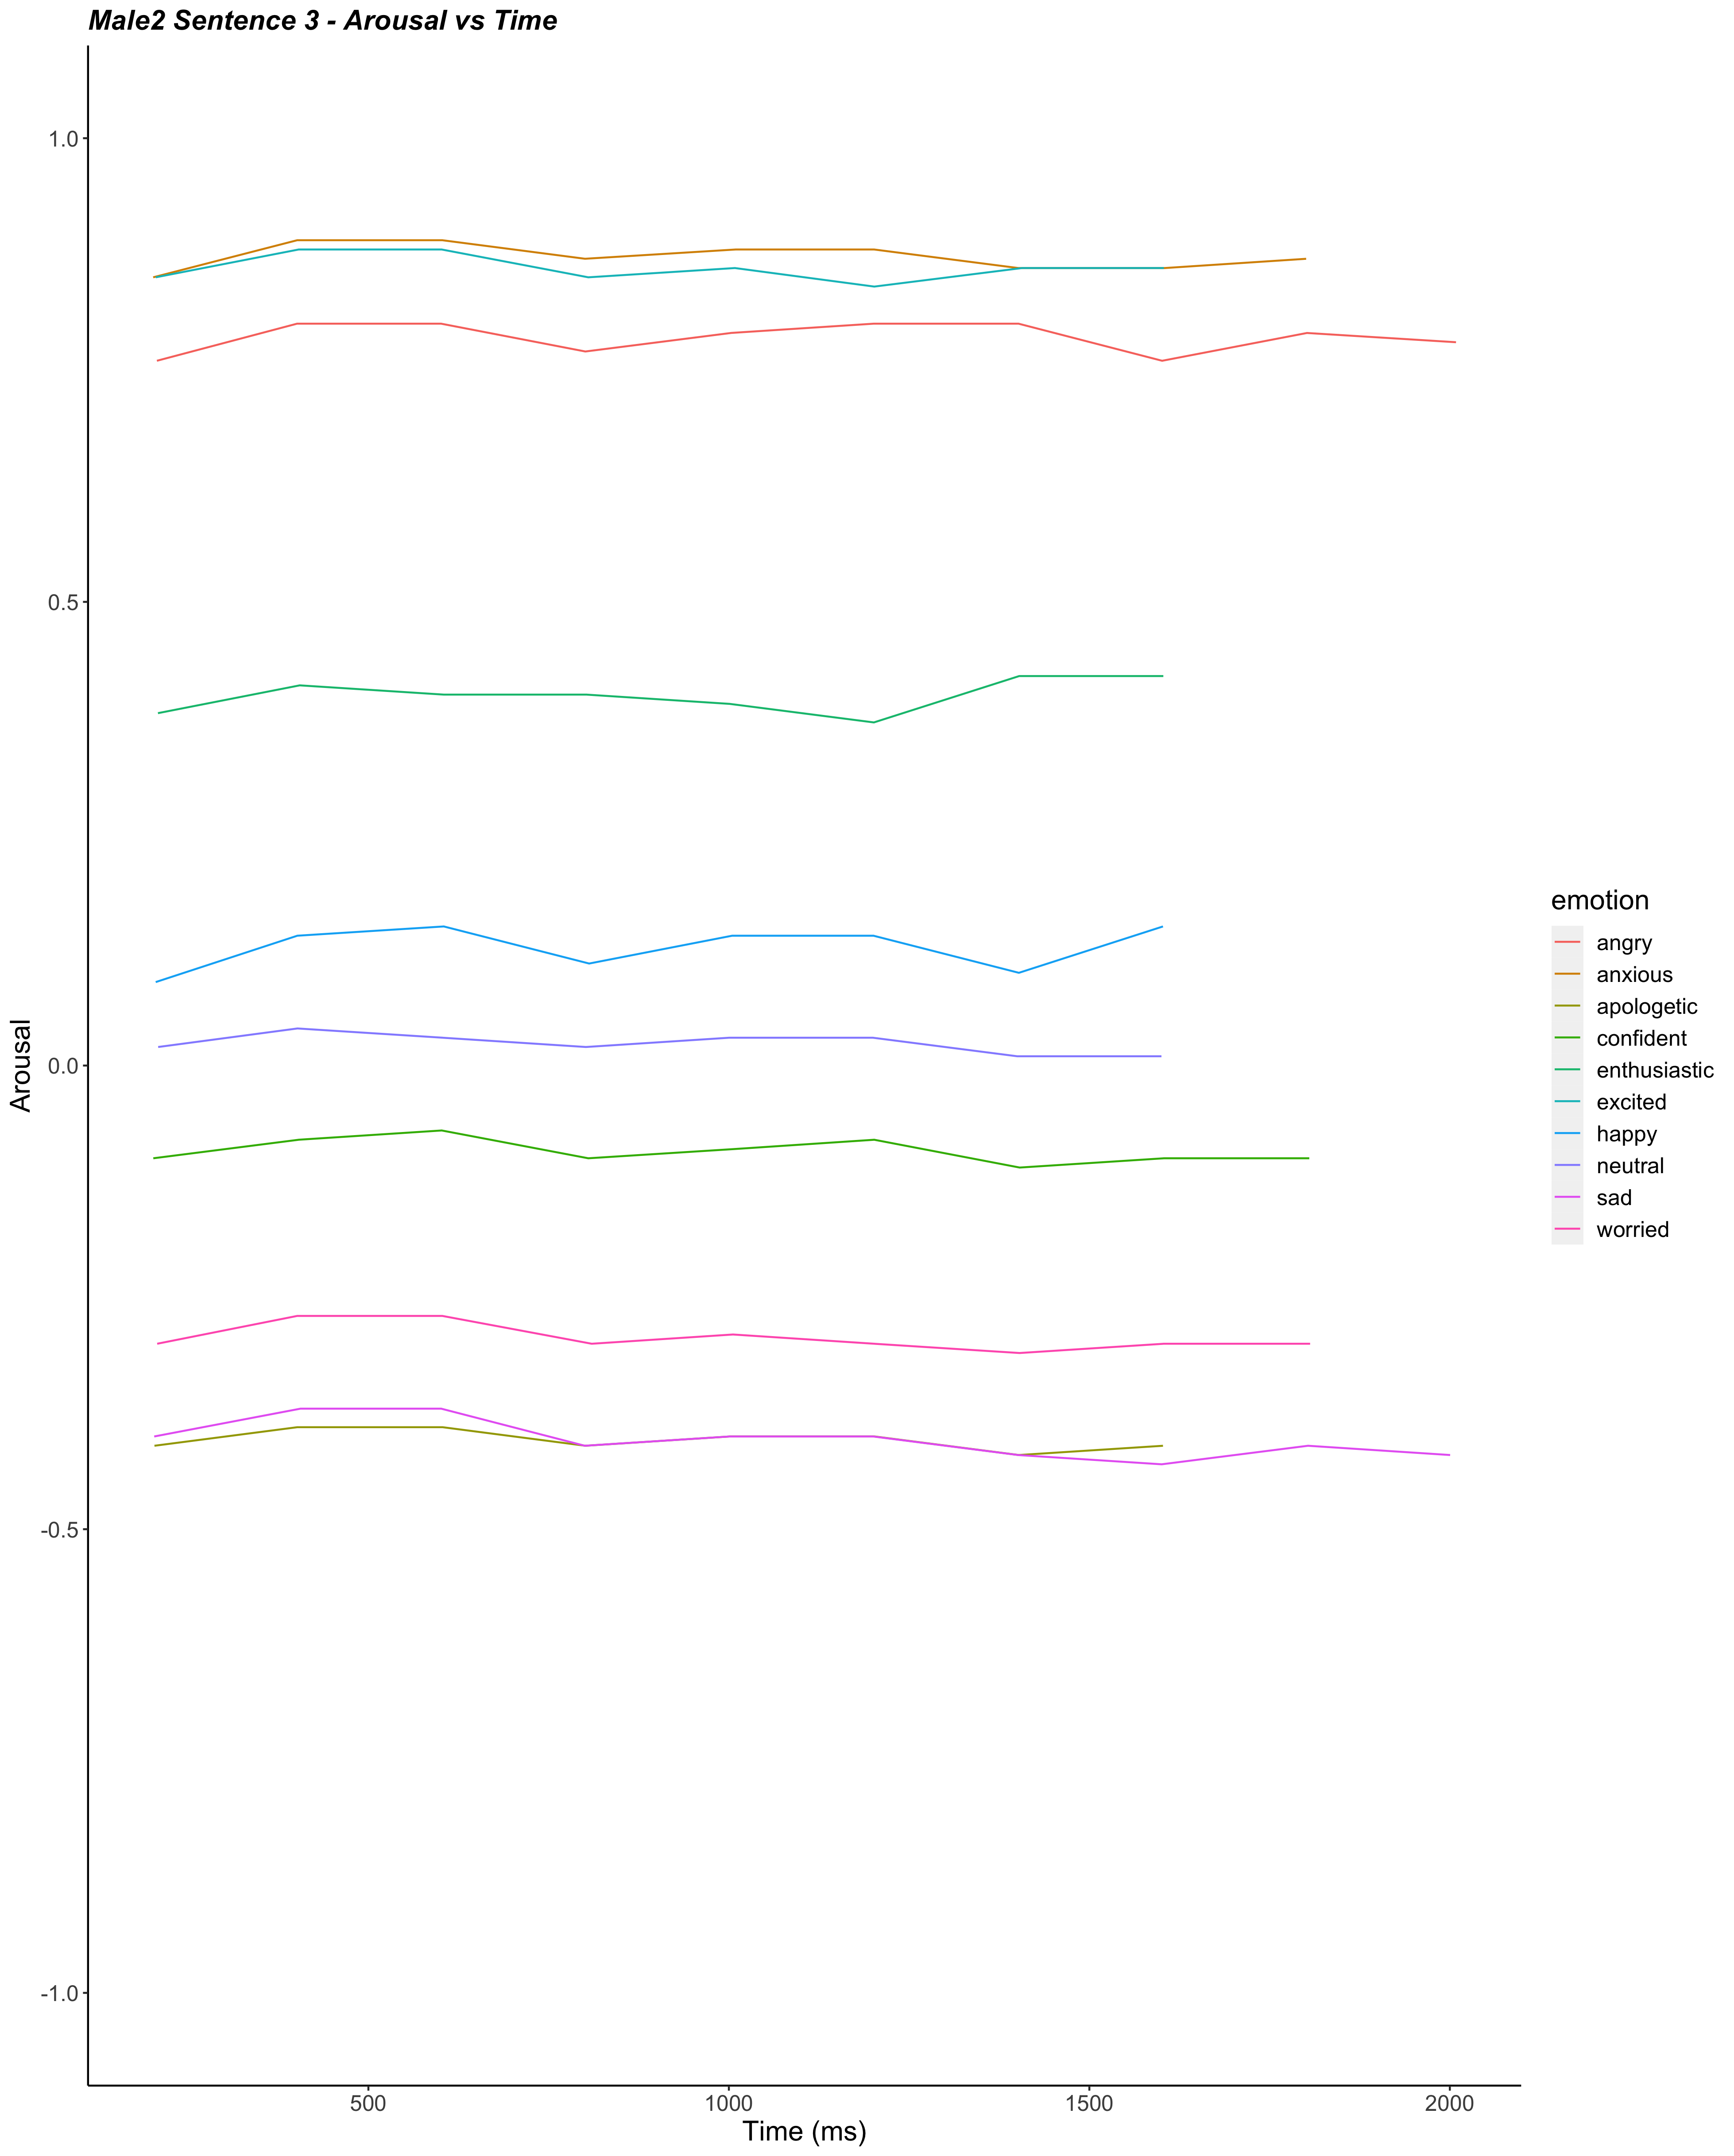 Male2 Sentence 3 - Arousal vs Time
1.0
0.5
0.0
-0.5
-1.0
Arousal
500 1000 1500 2000
Time (ms)
emotion
angry
anxious
apologetic
confident
enthusiastic
excited
happy
neutral
sad
worried